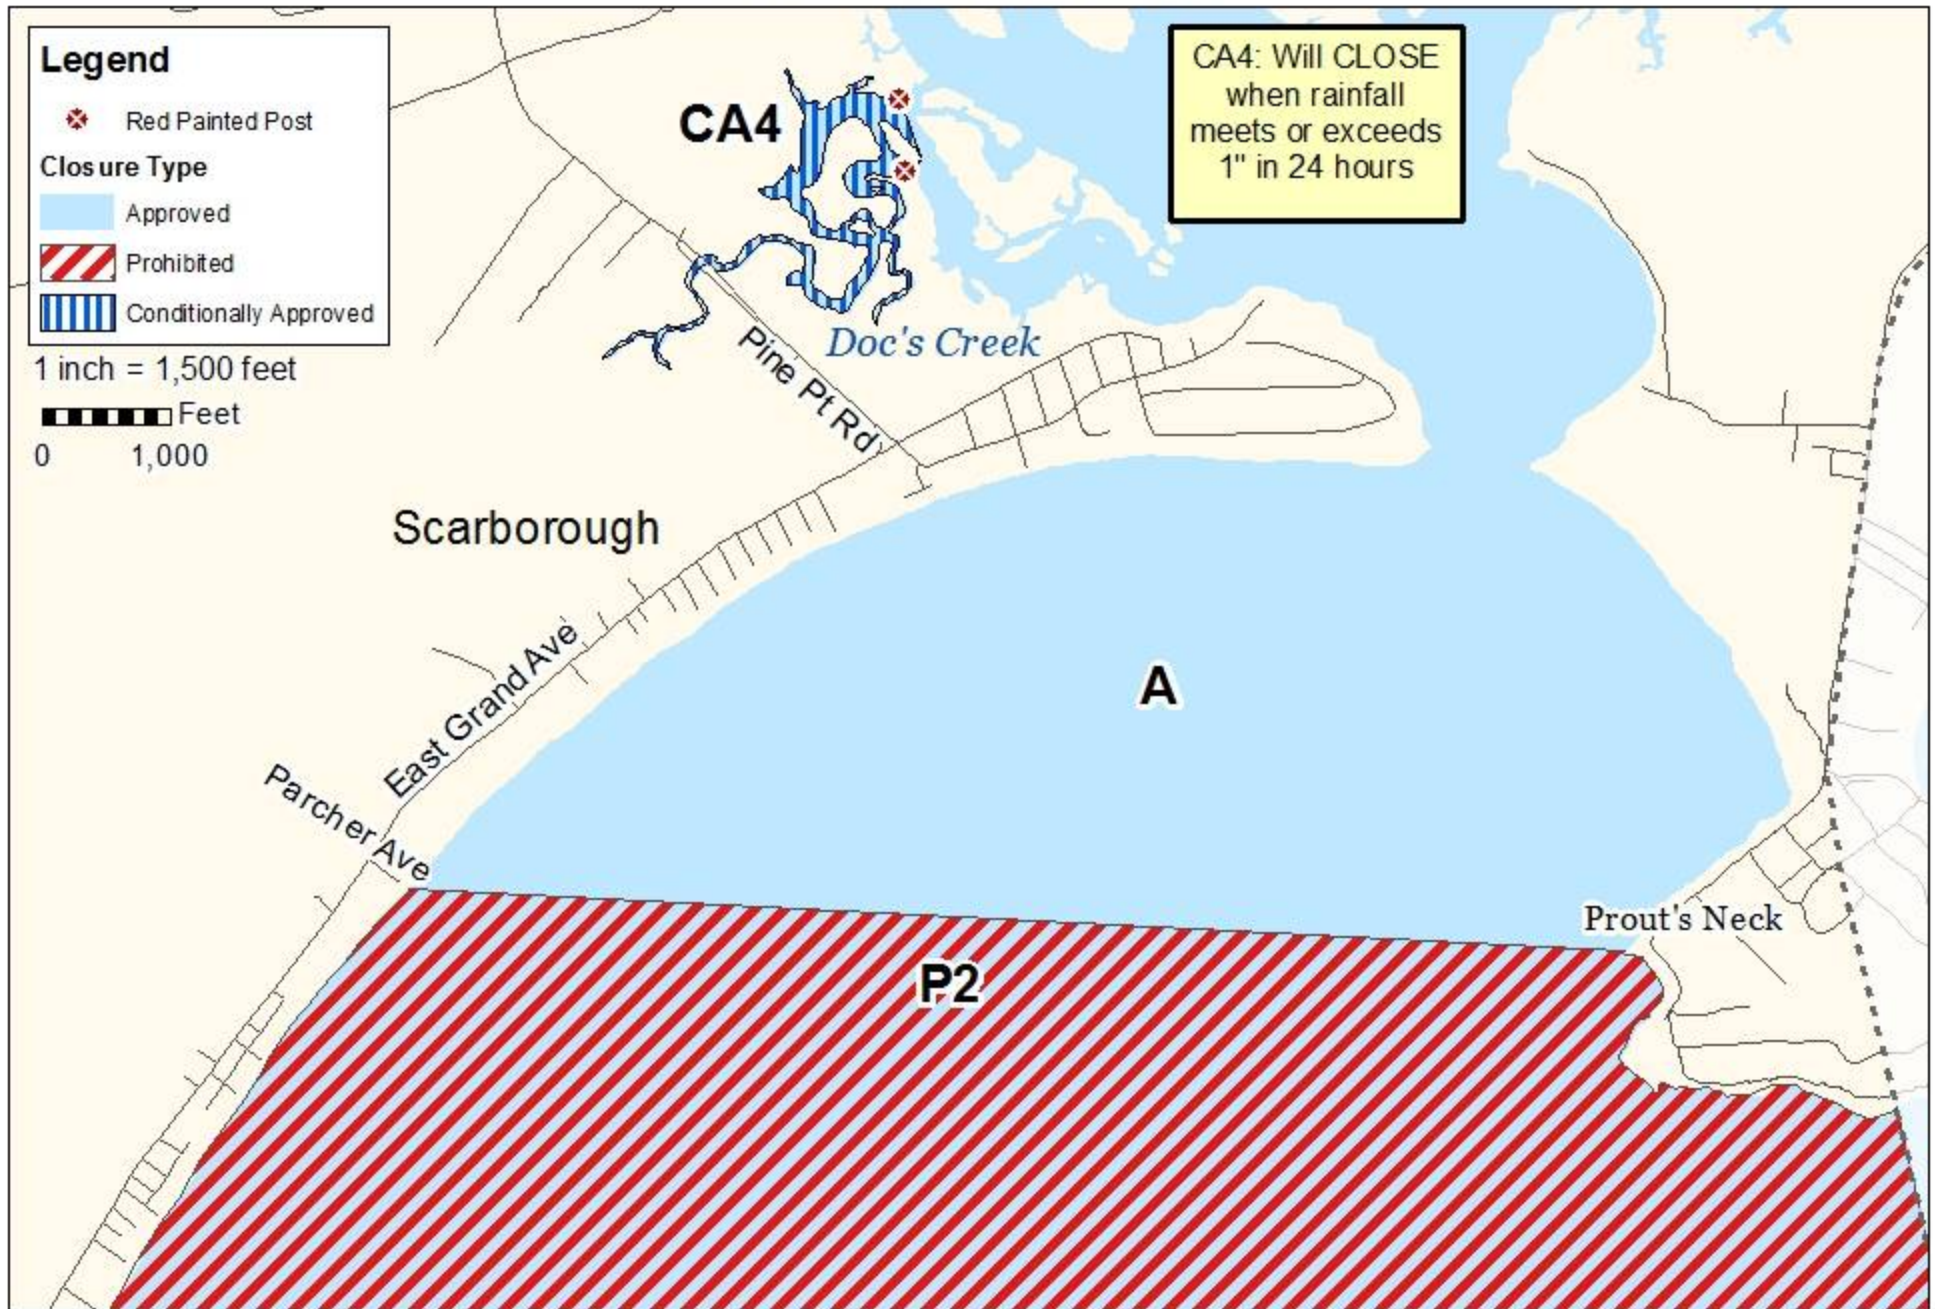 Legend
Red Painted Post
Closure Type
Approved
Prohibited
Conditionally Approved
1 inch = 1,500 feet
Feet
0 1,000
CA4
CA4: Will CLOSE
when rainfall
meets or exceeds
1" in 24 hours
Doc's Creek
Pine Pt Rd
Scarborough
East Grand Ave
A
Parcher Ave
Prout's Neck
P2